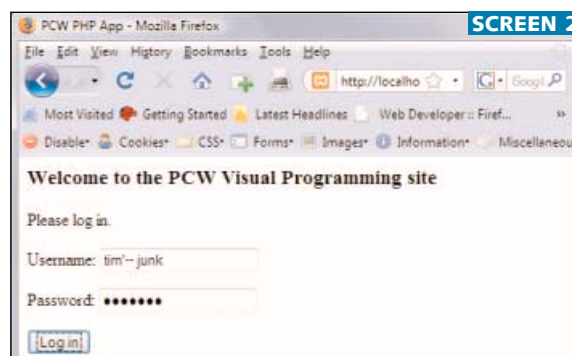 PCW PHP App - Mozilla Firefox
SCREEN 2
File Edit View History Bookmarks Tools Help
http://localho
Googl
Most Visited Getting Started Latest Headlines Web Developer :: Firef... »
Disable Cookies CSS Forms Images Information Miscellaneou
Welcome to the PCW Visual Programming site
Please log in.
Username: tim'-- junk
Password: •••••••
Log in